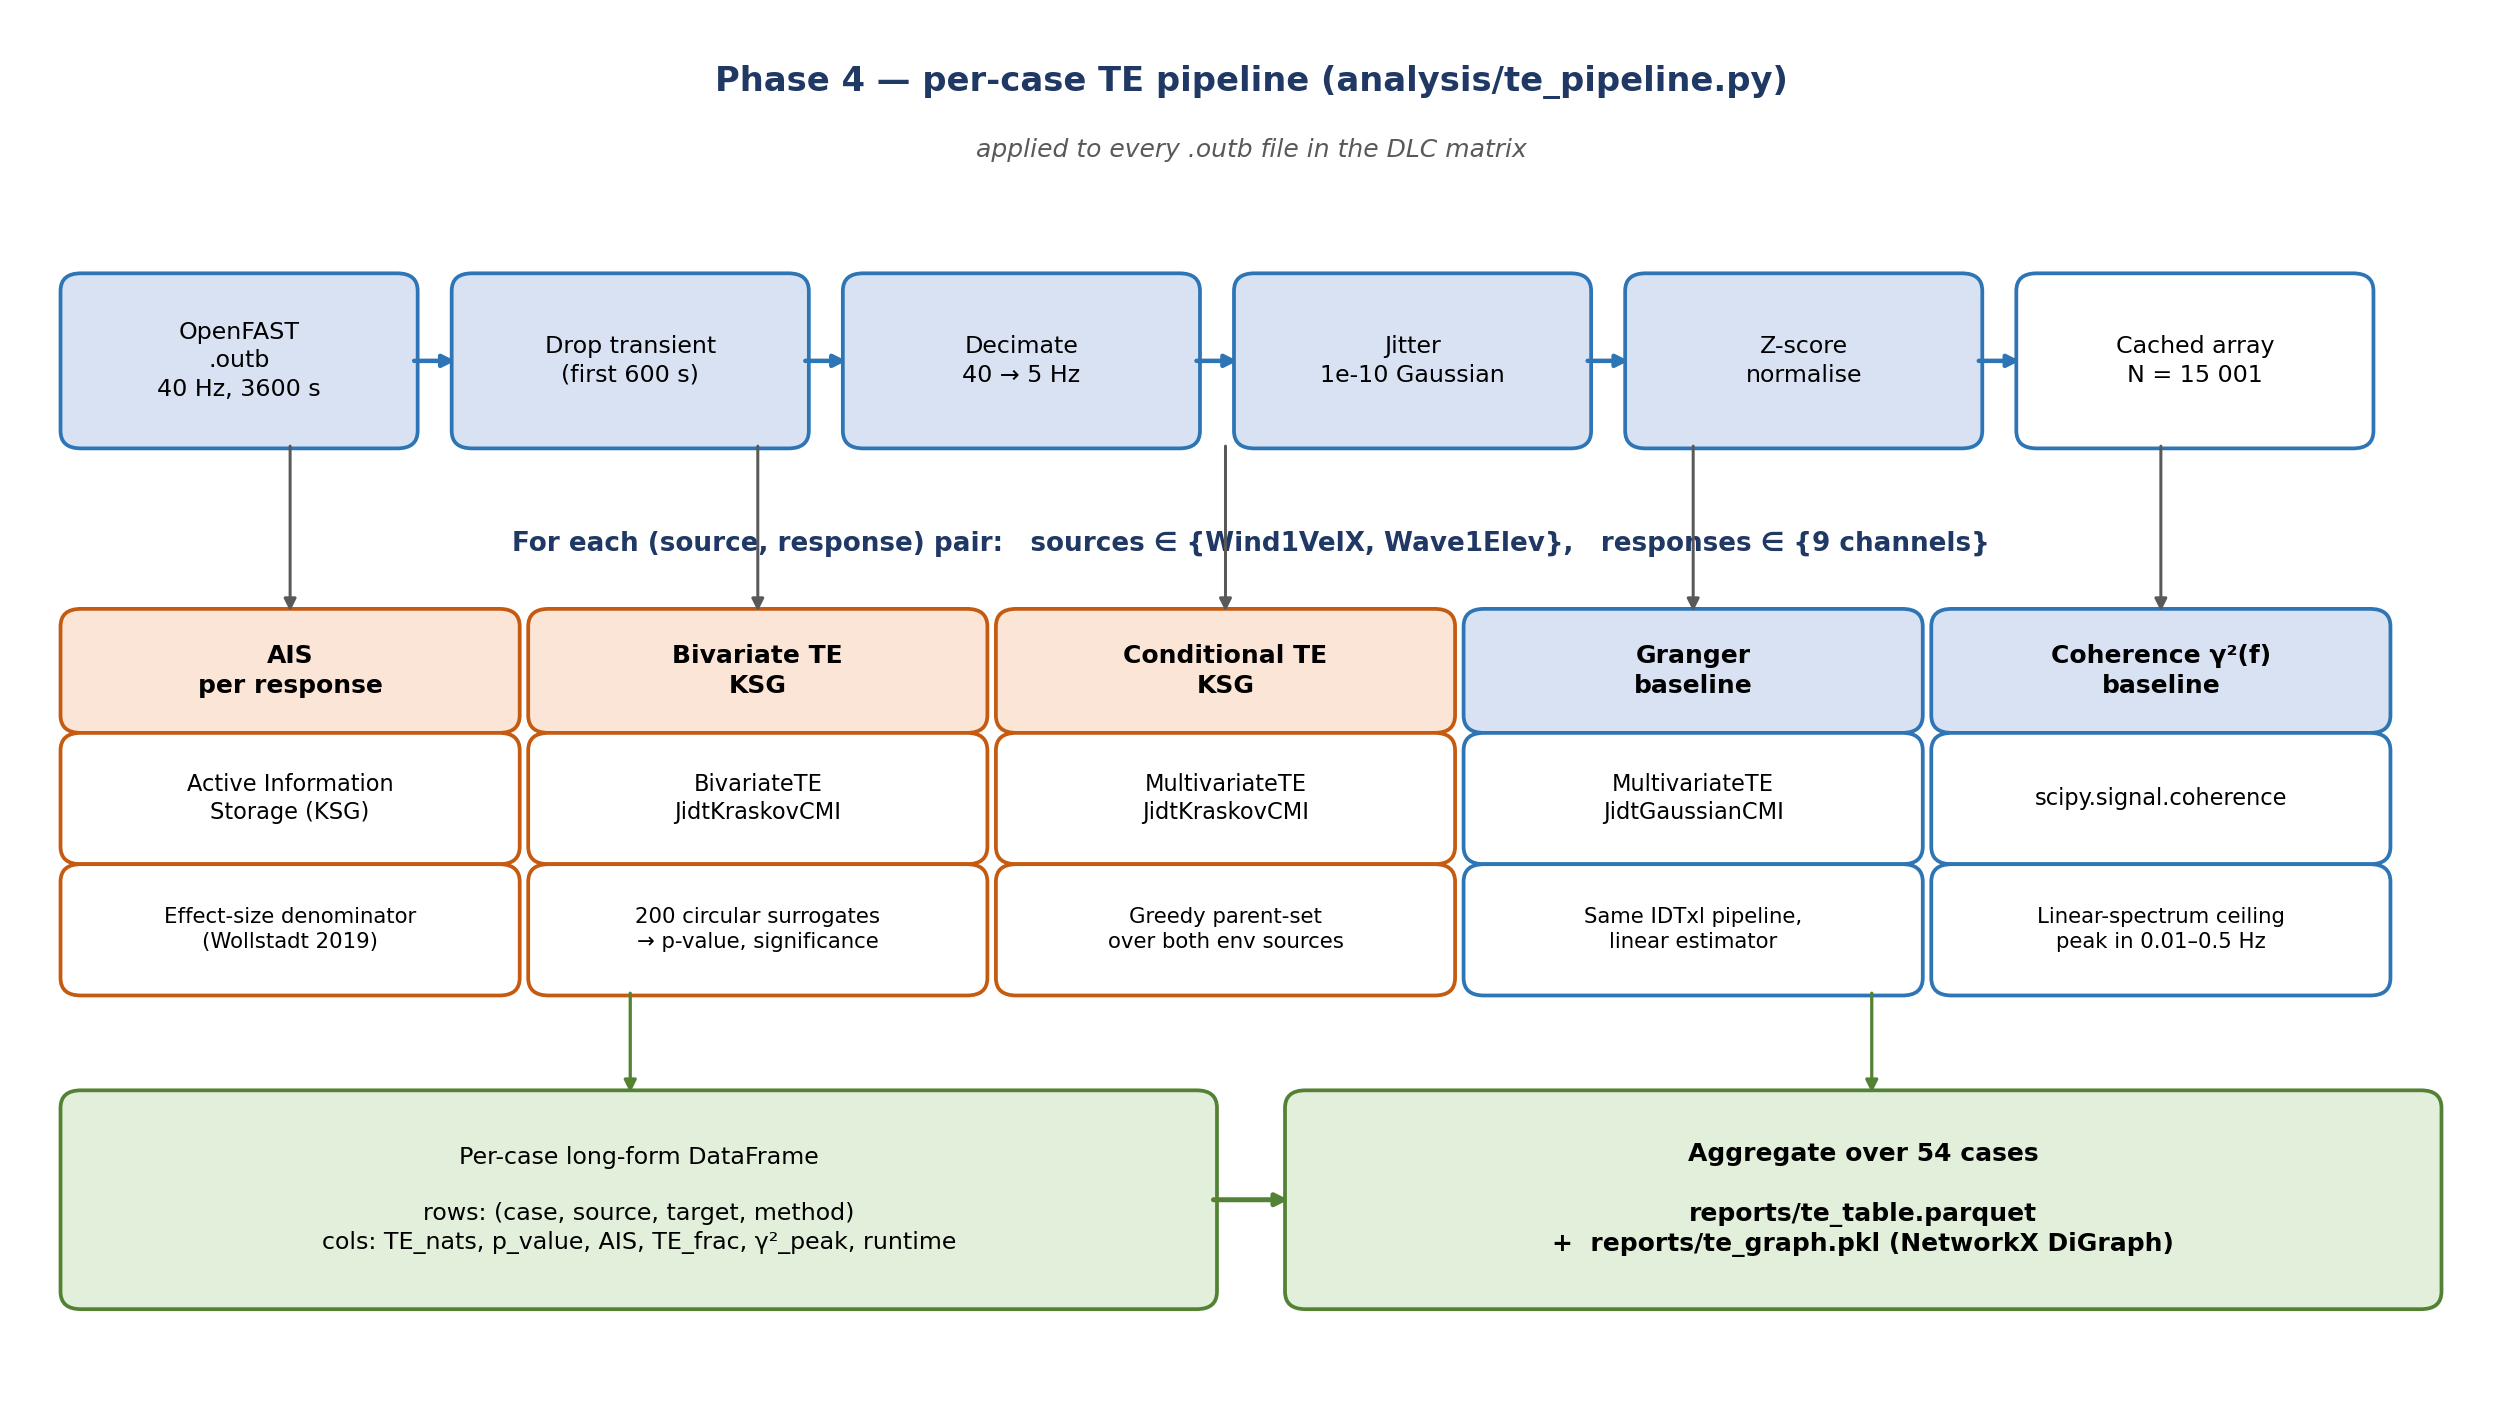 Phase 4 — per-case TE pipeline (analysis/te_pipeline.py)
applied to every .outb file in the DLC matrix
OpenFAST
.outb
40 Hz, 3600 s
Drop transient
(first 600 s)
Decimate
40 → 5 Hz
Jitter
1e-10 Gaussian
Z-score
normalise
Cached array
N = 15 001
For each (source, response) pair:   sources ∈ {Wind1VelX, Wave1Elev},   responses ∈ {9 channels}
AIS
per response
Bivariate TE
KSG
Conditional TE
KSG
Granger
baseline
Coherence γ²(f)
baseline
Active Information
Storage (KSG)
BivariateTE
JidtKraskovCMI
MultivariateTE
JidtKraskovCMI
MultivariateTE
JidtGaussianCMI
scipy.signal.coherence
Effect-size denominator
(Wollstadt 2019)
200 circular surrogates
→ p-value, significance
Greedy parent-set
over both env sources
Same IDTxl pipeline,
linear estimator
Linear-spectrum ceiling
peak in 0.01–0.5 Hz
Per-case long-form DataFrame
rows: (case, source, target, method)
cols: TE_nats, p_value, AIS, TE_frac, γ²_peak, runtime
Aggregate over 54 cases
reports/te_table.parquet
+  reports/te_graph.pkl (NetworkX DiGraph)